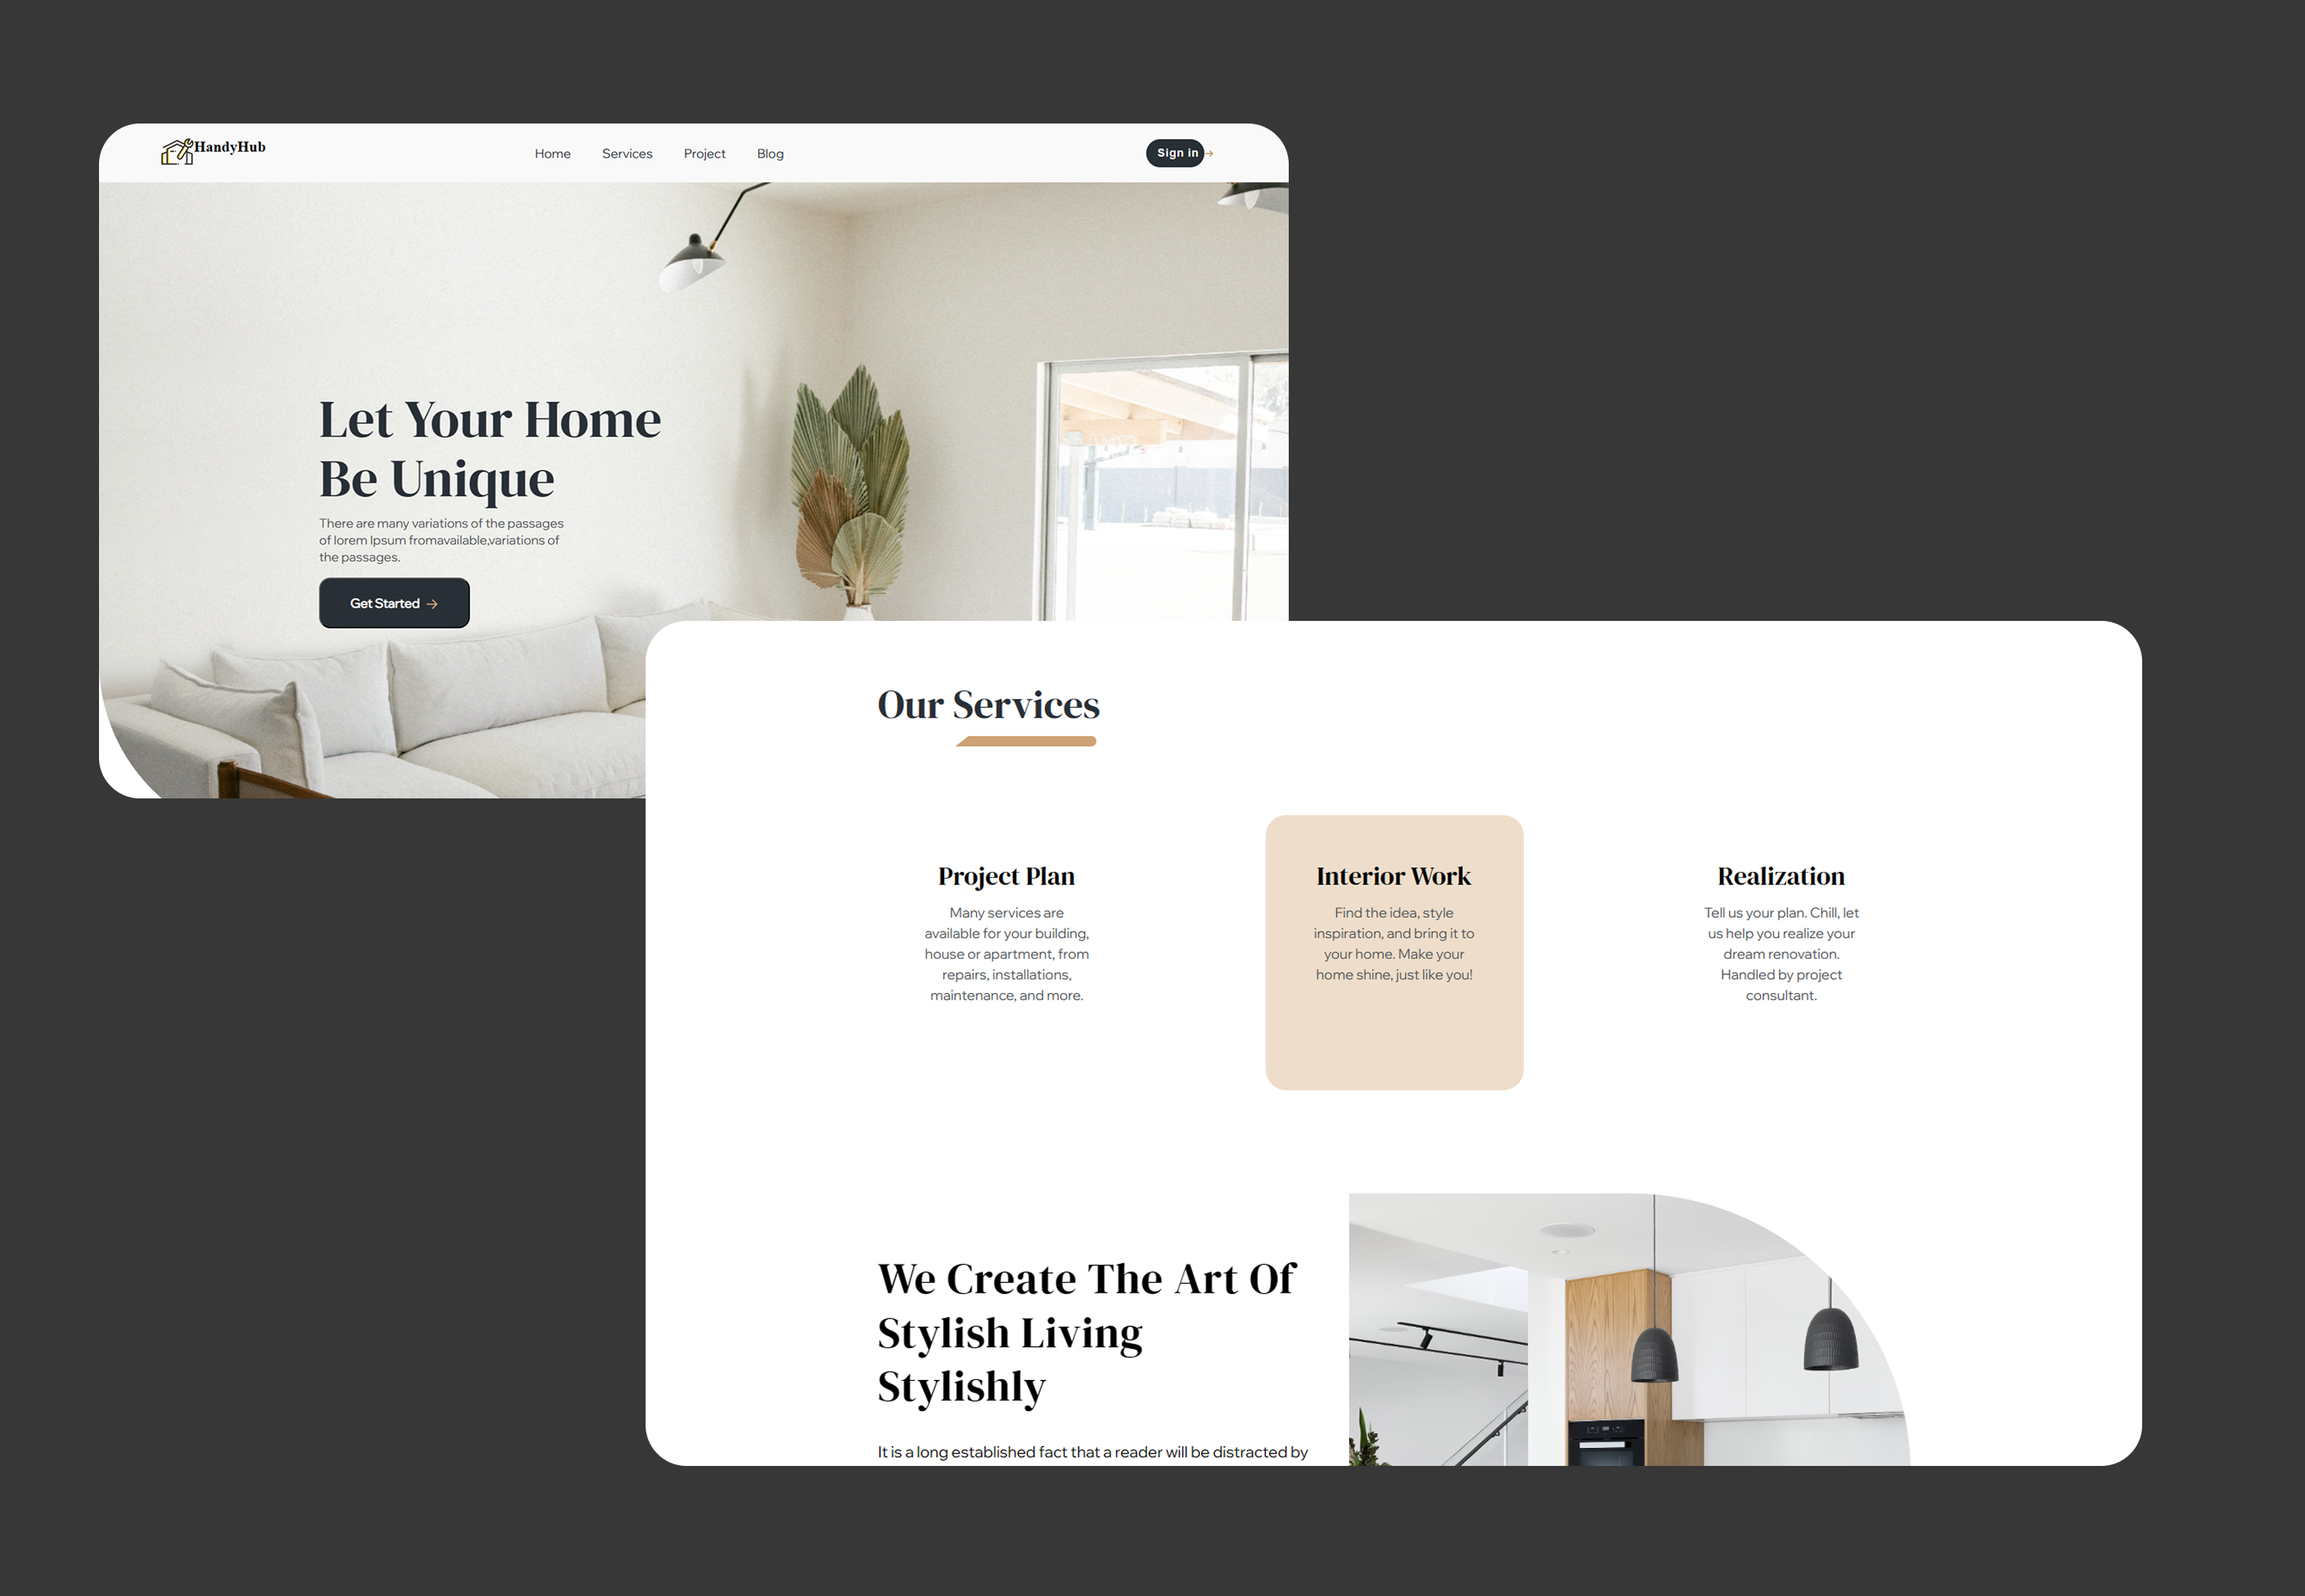 HandyHub
Home Services Project Blog
Sign in →
Let Your Home
Be Unique
There are many variations of the passages
of lorem Ipsum fromavailable,variations of
the passages.
Get Started →
Our Services
Project Plan
Many services are
available for your building,
house or apartment, from
repairs, installations,
maintenance, and more.
Interior Work
Find the idea, style
inspiration, and bring it to
your home. Make your
home shine, just like you!
Realization
Tell us your plan. Chill, let
us help you realize your
dream renovation.
Handled by project
consultant.
We Create The Art Of
Stylish Living
Stylishly
It is a long established fact that a reader will be distracted by